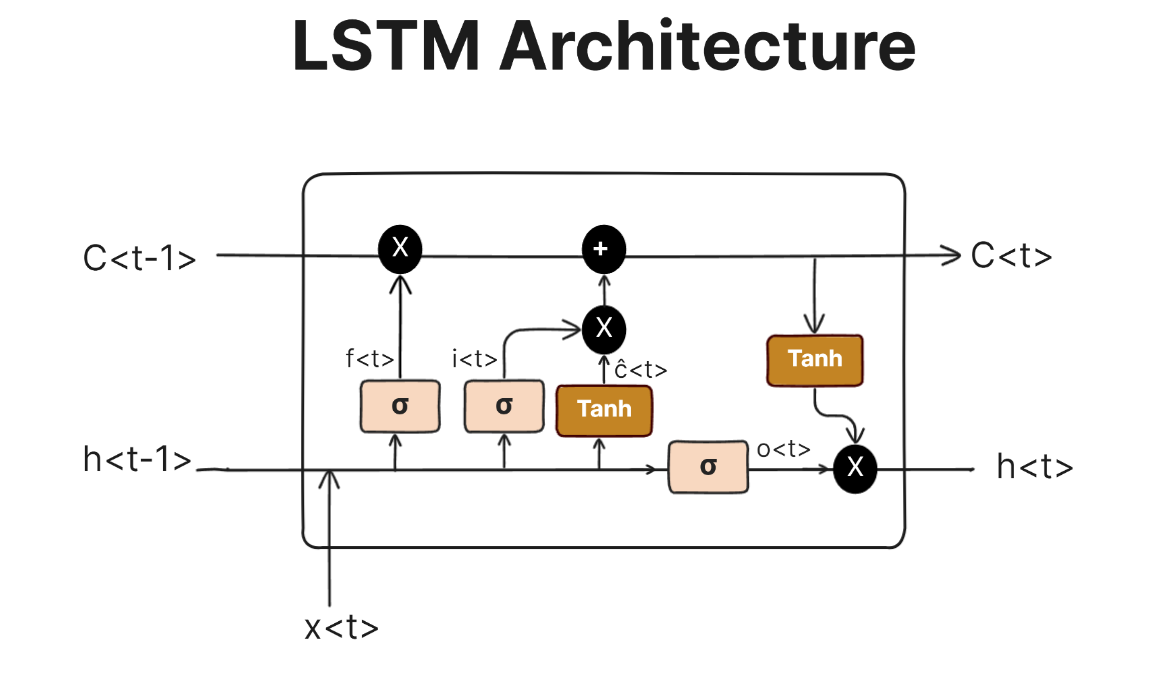 LSTM Architecture
C<t-1>
X
+
C<t>
X
Tanh
f<t>
i<t>
ĉ<t>
σ
σ
Tanh
h<t-1>
σ
o<t>
X
h<t>
x<t>